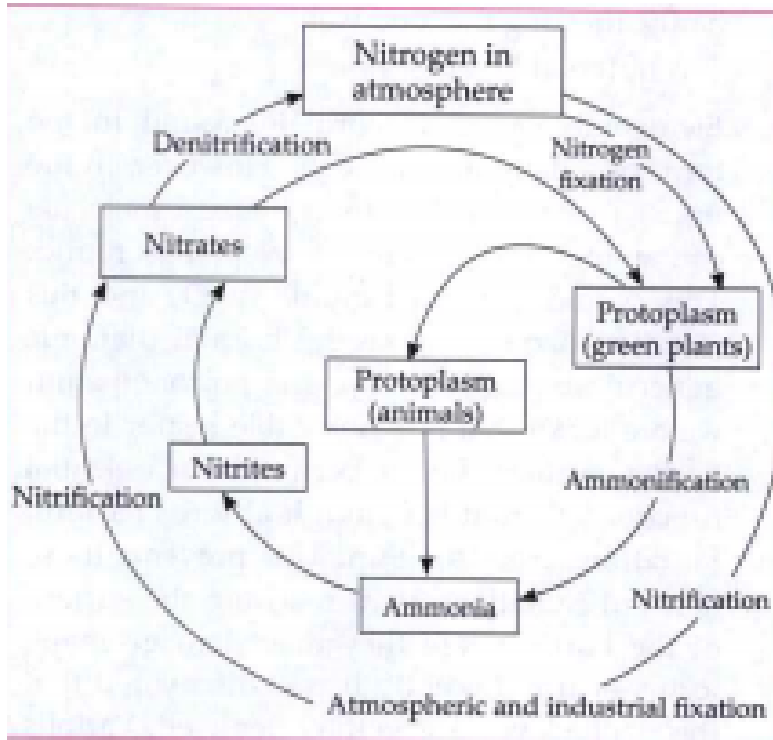 Nitrogen in
atmosphere
Denitrification
Nitrogen
fixation
Nitrates
Protoplasm
(green plants)
Protoplasm
(animals)
Nitrites
Nitrification
Ammonification
Ammonia
Nitrification
Atmospheric and industrial fixation